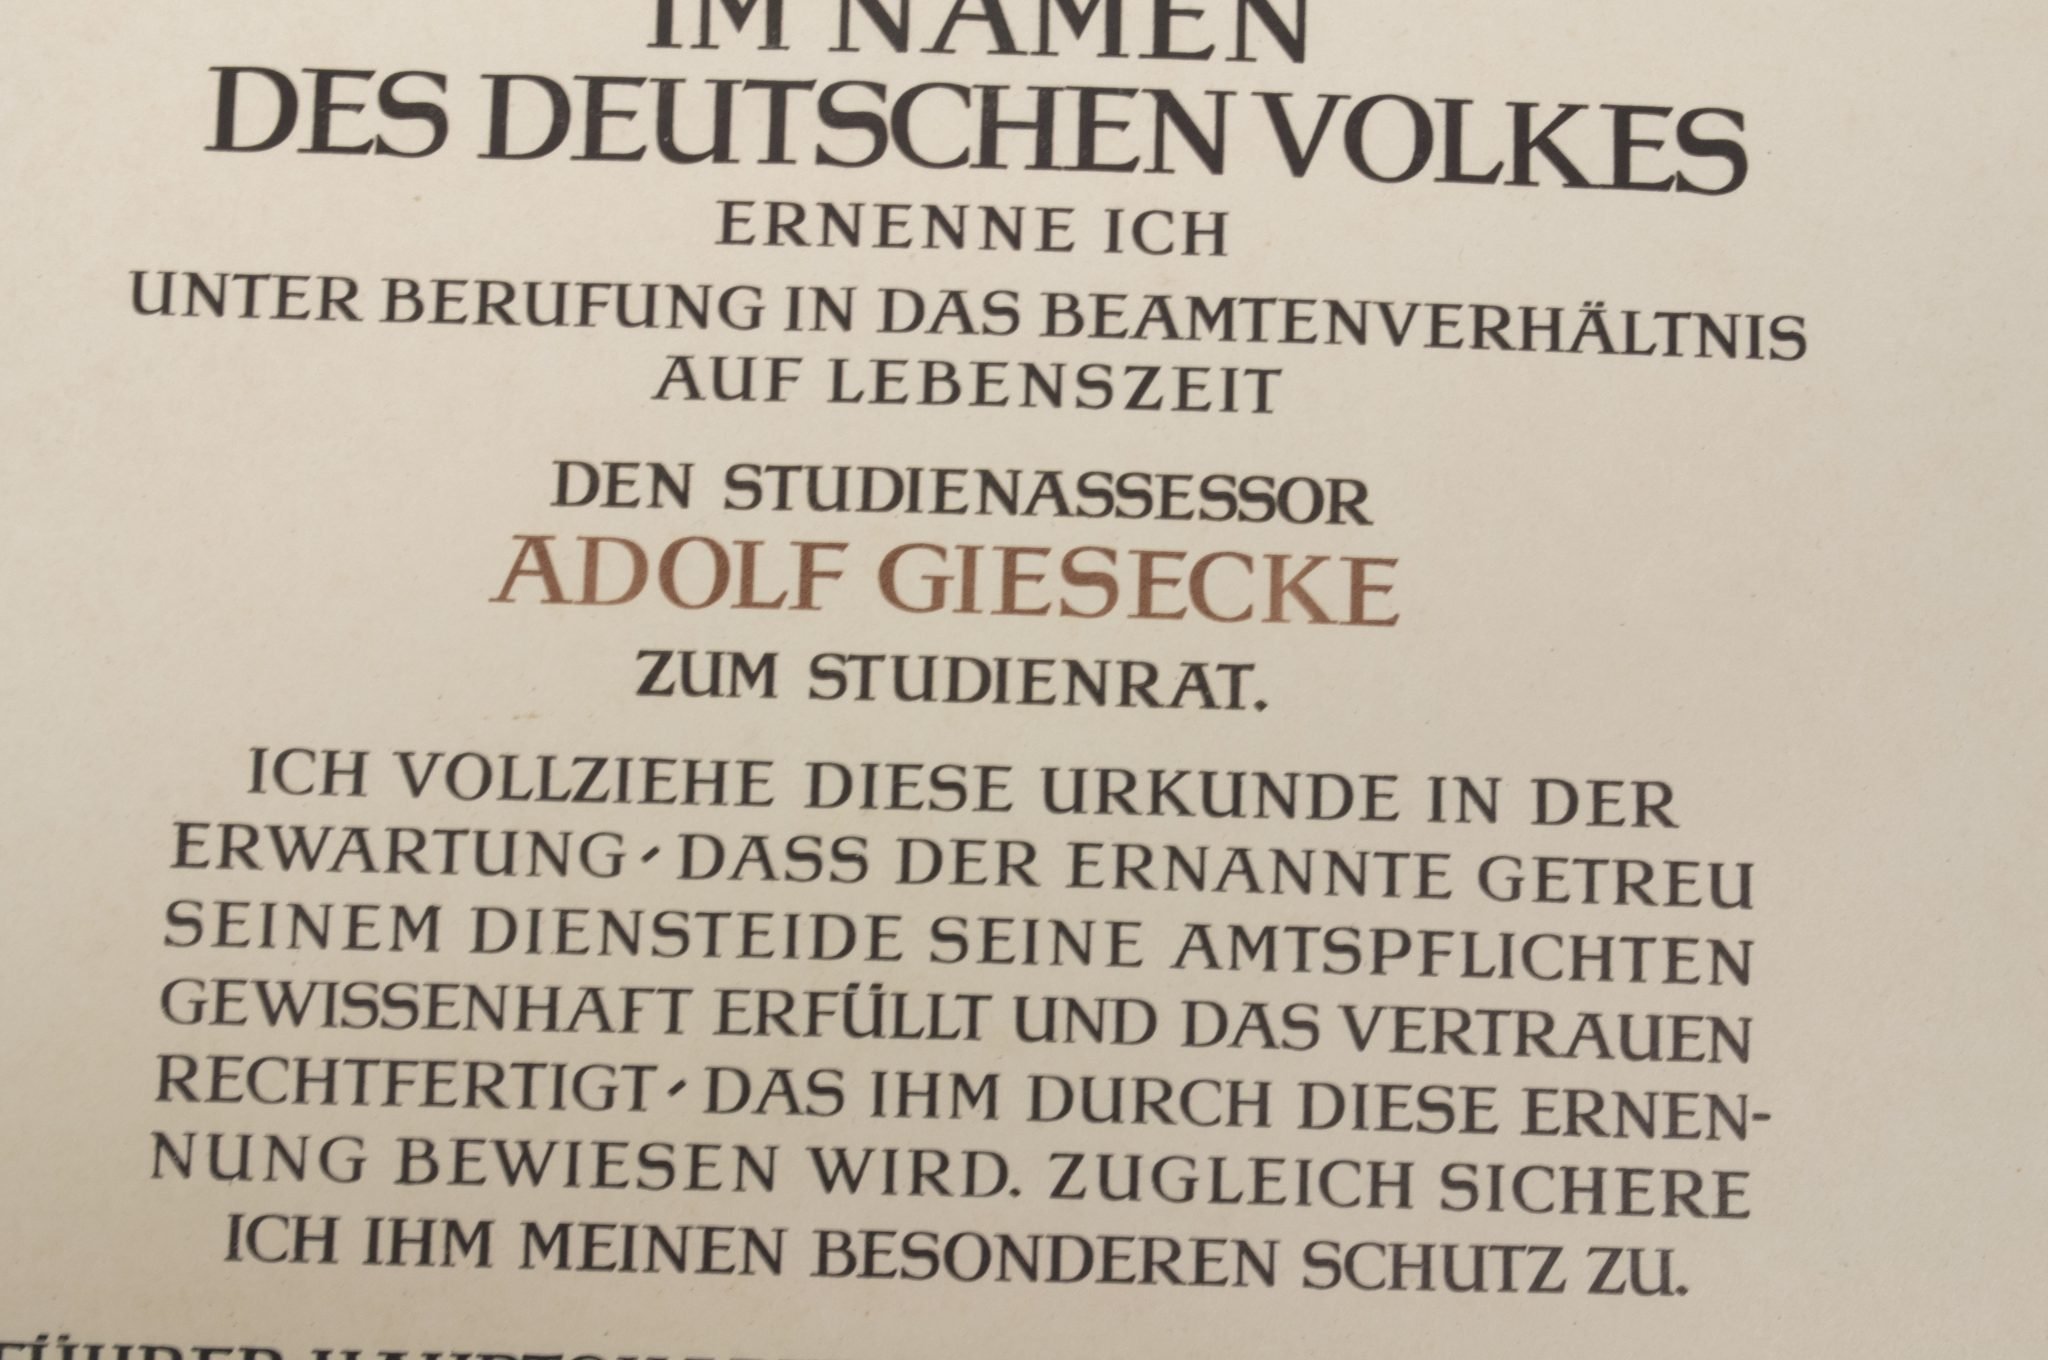 IM NAMEN
DES DEUTSCHEN VOLKES
ERNENNE ICH
UNTER BERUFUNG IN DAS BEAMTENVERHÄLTNIS
AUF LEBENSZEIT
DEN STUDIENASSESSOR
ADOLF GIESECKE
ZUM STUDIENRAT.
ICH VOLLZIEHE DIESE URKUNDE IN DER
ERWARTUNG, DASS DER ERNANNTE GETREU
SEINEM DIENSTEIDE SEINE AMTSPFLICHTEN
GEWISSENHAFT ERFÜLLT UND DAS VERTRAUEN
RECHTFERTIGT, DAS IHM DURCH DIESE ERNEN-
NUNG BEWIESEN WIRD. ZUGLEICH SICHERE
ICH IHM MEINEN BESONDEREN SCHUTZ ZU.
FÜHRER